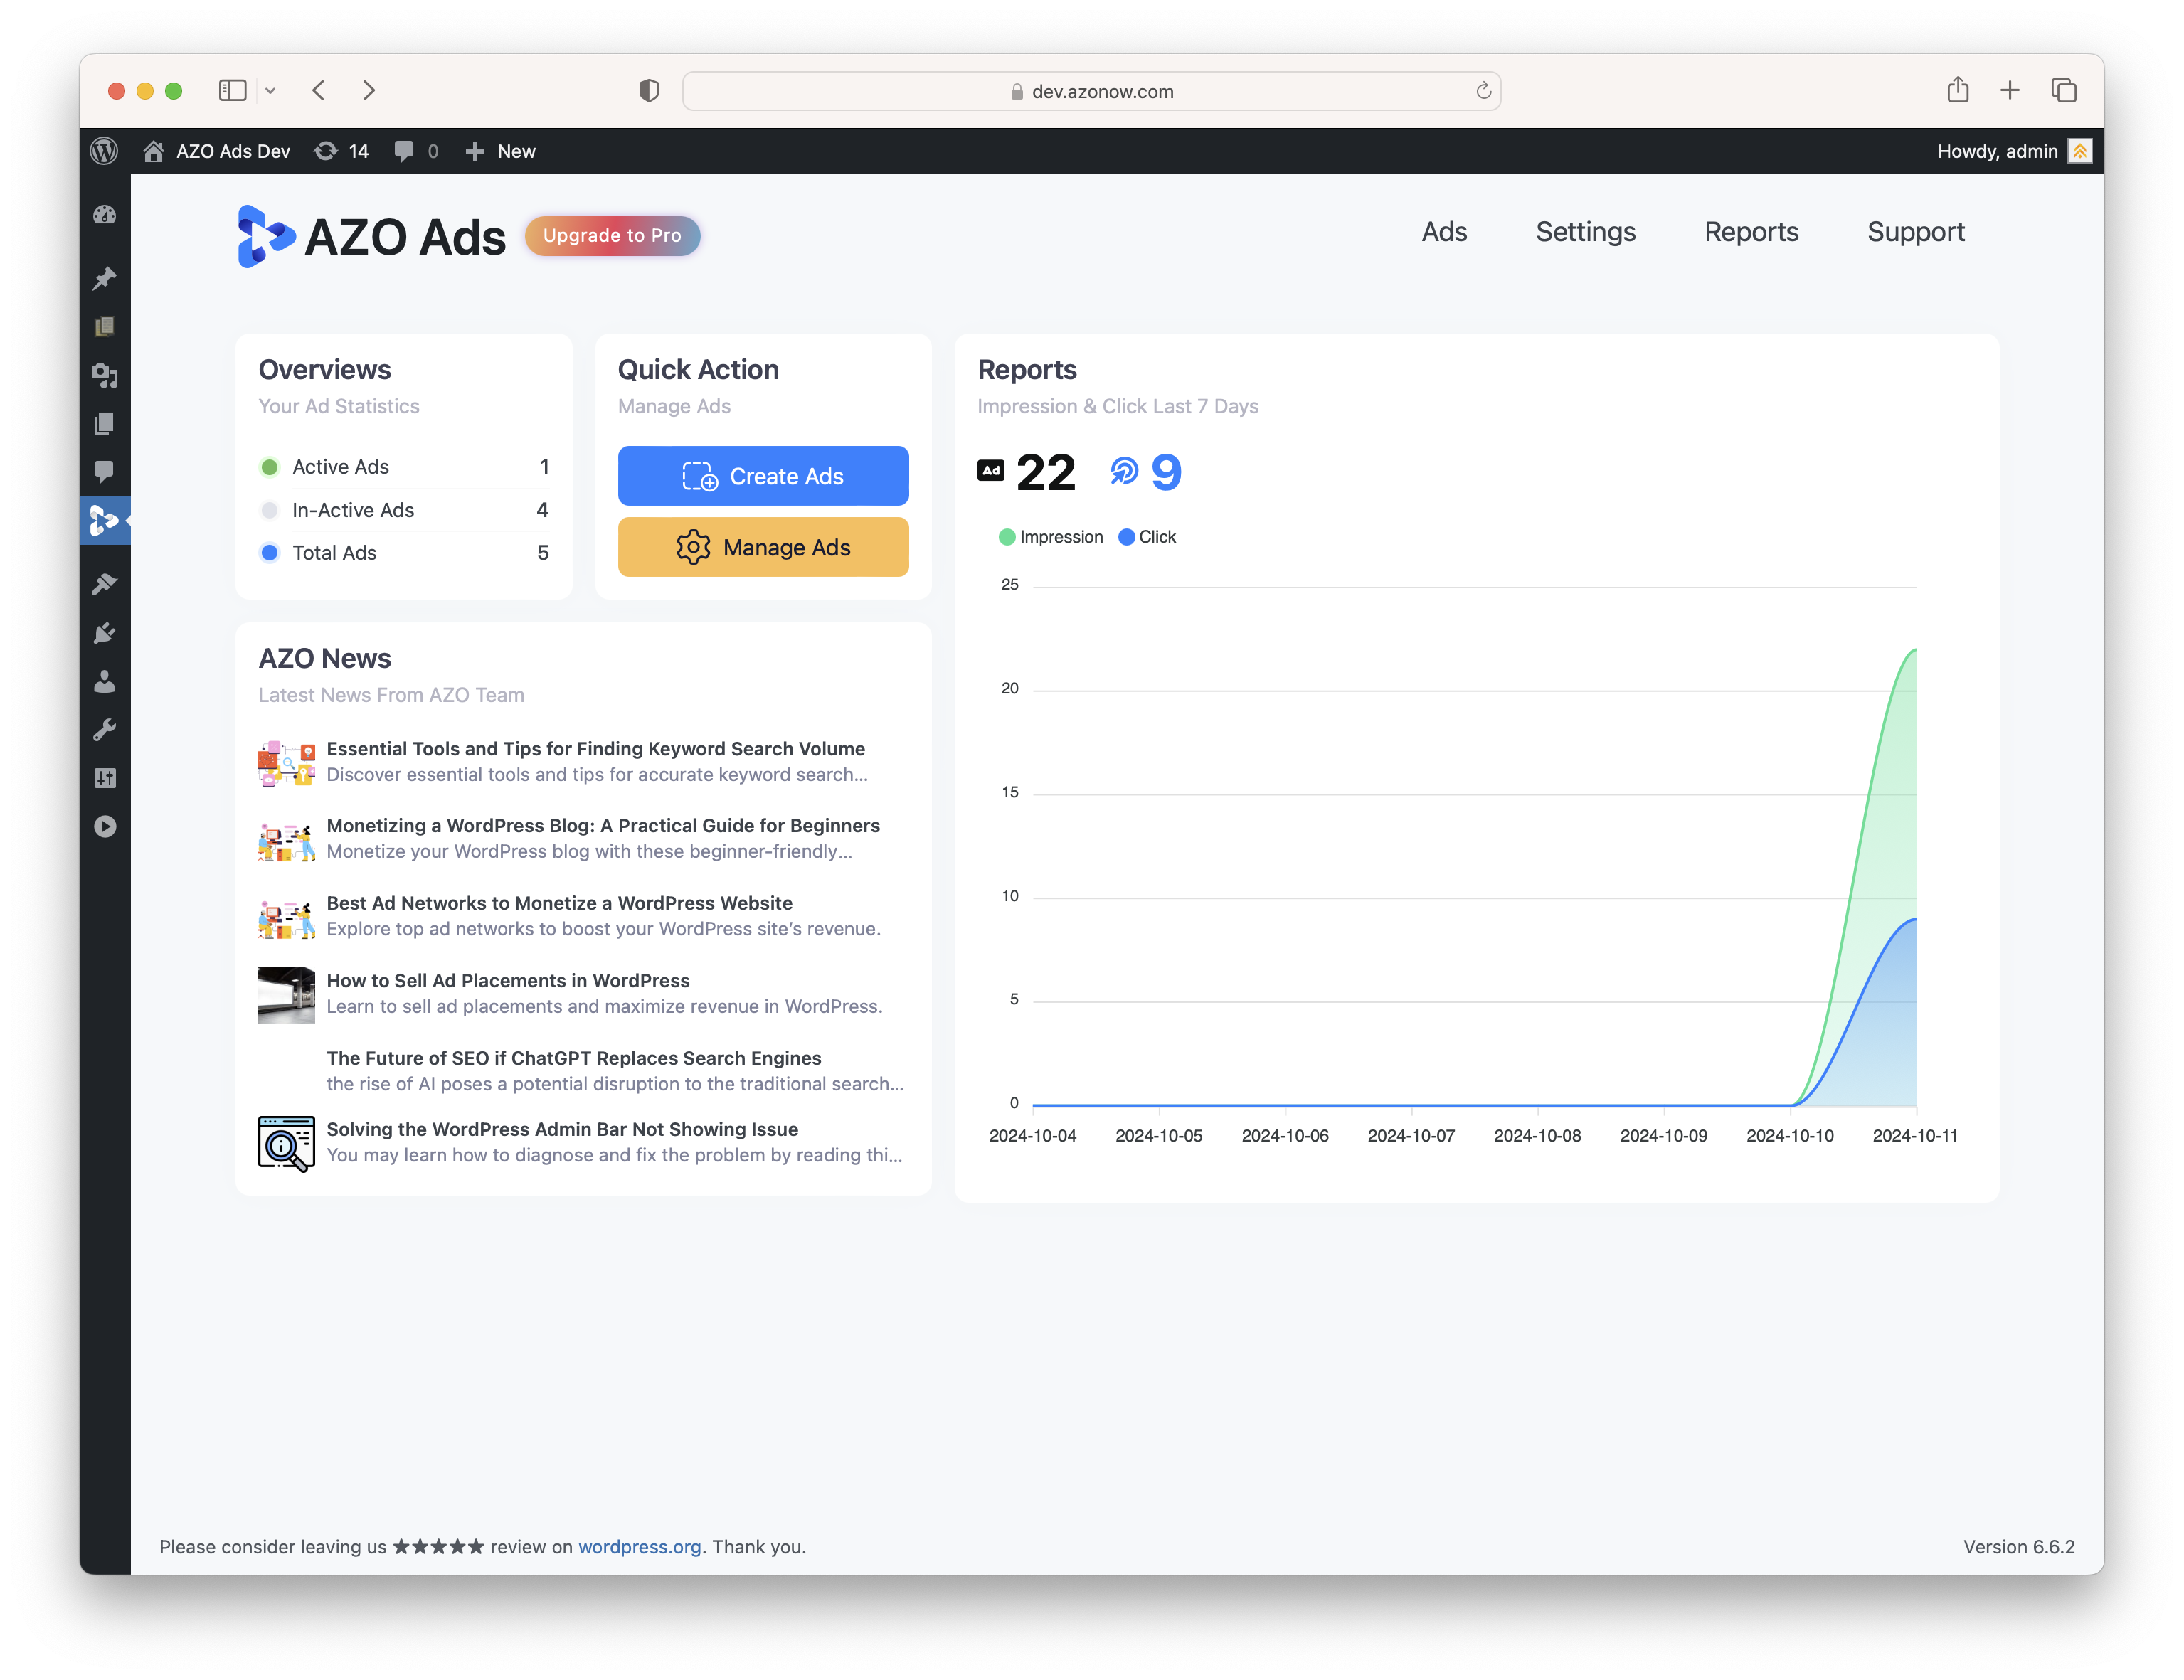 dev.azonow.com
AZO Ads Dev 14 0 New
Howdy, admin
AZO Ads
Upgrade to Pro
Ads Settings Reports Support
Overviews
Your Ad Statistics
Active Ads 1
In-Active Ads 4
Total Ads 5
Quick Action
Manage Ads
Create Ads
Manage Ads
AZO News
Latest News From AZO Team
Essential Tools and Tips for Finding Keyword Search Volume
Discover essential tools and tips for accurate keyword search...
Monetizing a WordPress Blog: A Practical Guide for Beginners
Monetize your WordPress blog with these beginner-friendly...
Best Ad Networks to Monetize a WordPress Website
Explore top ad networks to boost your WordPress site's revenue.
How to Sell Ad Placements in WordPress
Learn to sell ad placements and maximize revenue in WordPress.
The Future of SEO if ChatGPT Replaces Search Engines
the rise of AI poses a potential disruption to the traditional search...
Solving the WordPress Admin Bar Not Showing Issue
You may learn how to diagnose and fix the problem by reading thi...
Reports
Impression & Click Last 7 Days
Ad 22 9
Impression Click
25
20
15
10
5
0
2024-10-04 2024-10-05 2024-10-06 2024-10-07 2024-10-08 2024-10-09 2024-10-10 2024-10-11
Please consider leaving us ★★★★★ review on wordpress.org. Thank you.
Version 6.6.2